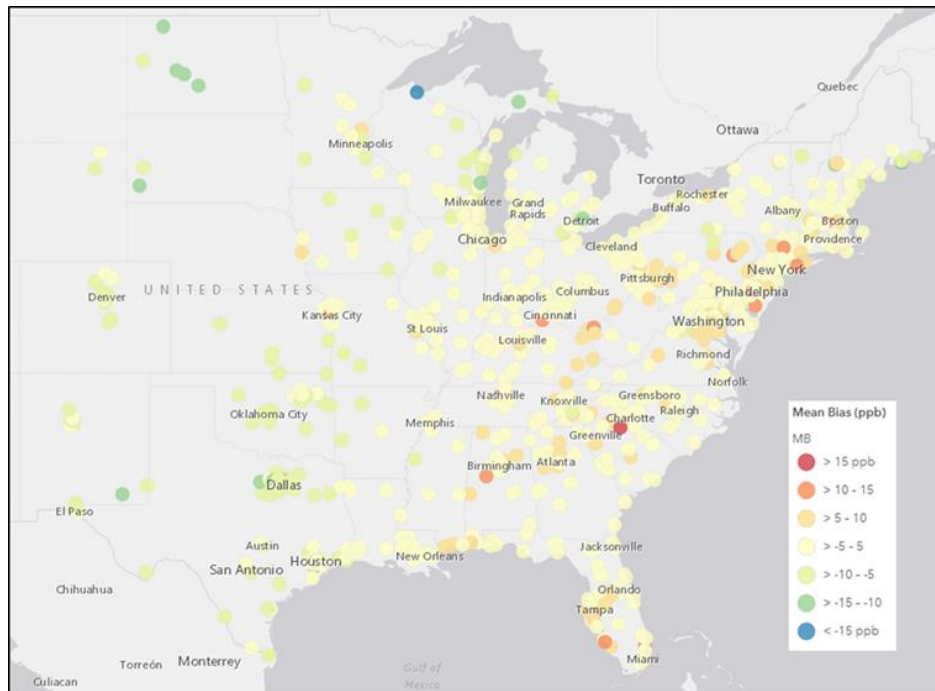 Quebec
Ottawa
Minneapolis
Toronto
Rochester
Buffalo
Albany
Boston
Providence
Milwaukee
Grand
Rapids
Detroit
Chicago
Cleveland
New York
Pittsburgh
Philadelphia
Denver
UNITED STATES
Indianapolis
Columbus
Kansas City
Cincinnati
St Louis
Washington
Louisville
Richmond
Norfolk
Nashville
Knoxville
Greensboro
Raleigh
Charlotte
Oklahoma City
Memphis
Greenville
Birmingham
Atlanta
Dallas
El Paso
Austin
Houston
San Antonio
New Orleans
Jacksonville
Chihuahua
Orlando
Tampa
Torreón
Monterrey
Miami
Gulf of
Mexico
Culiacan
Mean Bias (ppb)
MB
> 15 ppb
> 10 - 15
> 5 - 10
> -5 - 5
> -10 - -5
> -15 - -10
< -15 ppb